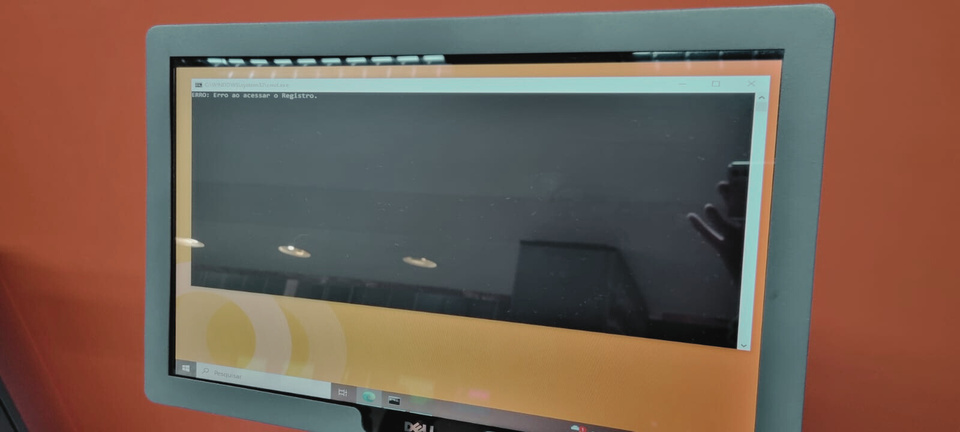 ERRO: Erro ao acessar o Registro.
Pesquisar
DELL